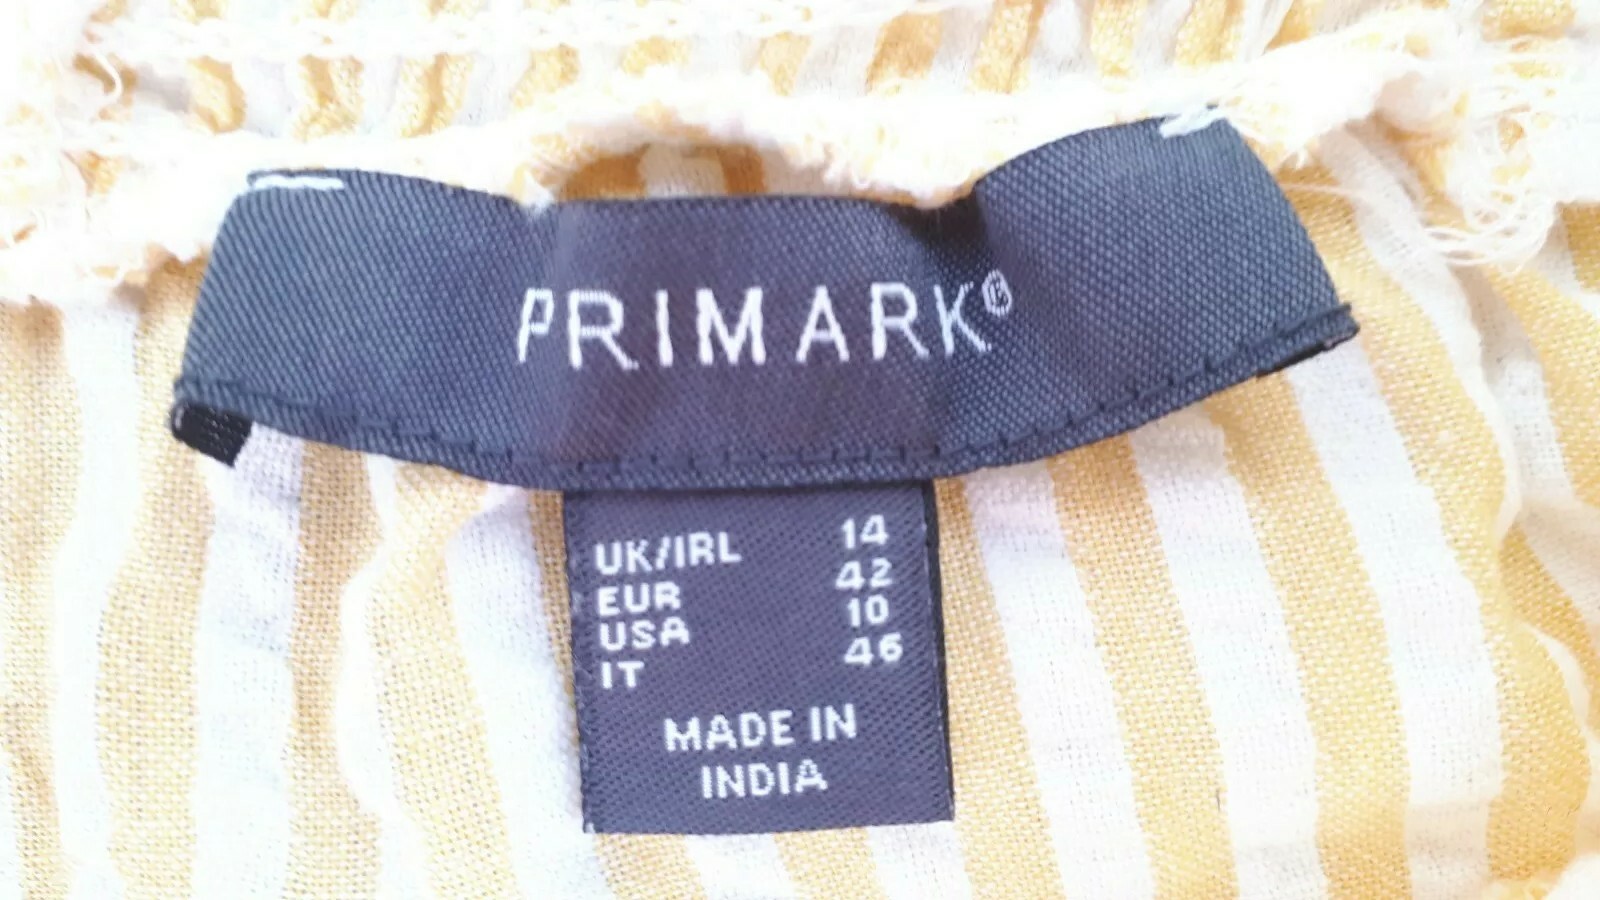 PRIMARK®
UK/IRL 14
EUR 42
USA 10
IT 46
MADE IN
INDIA